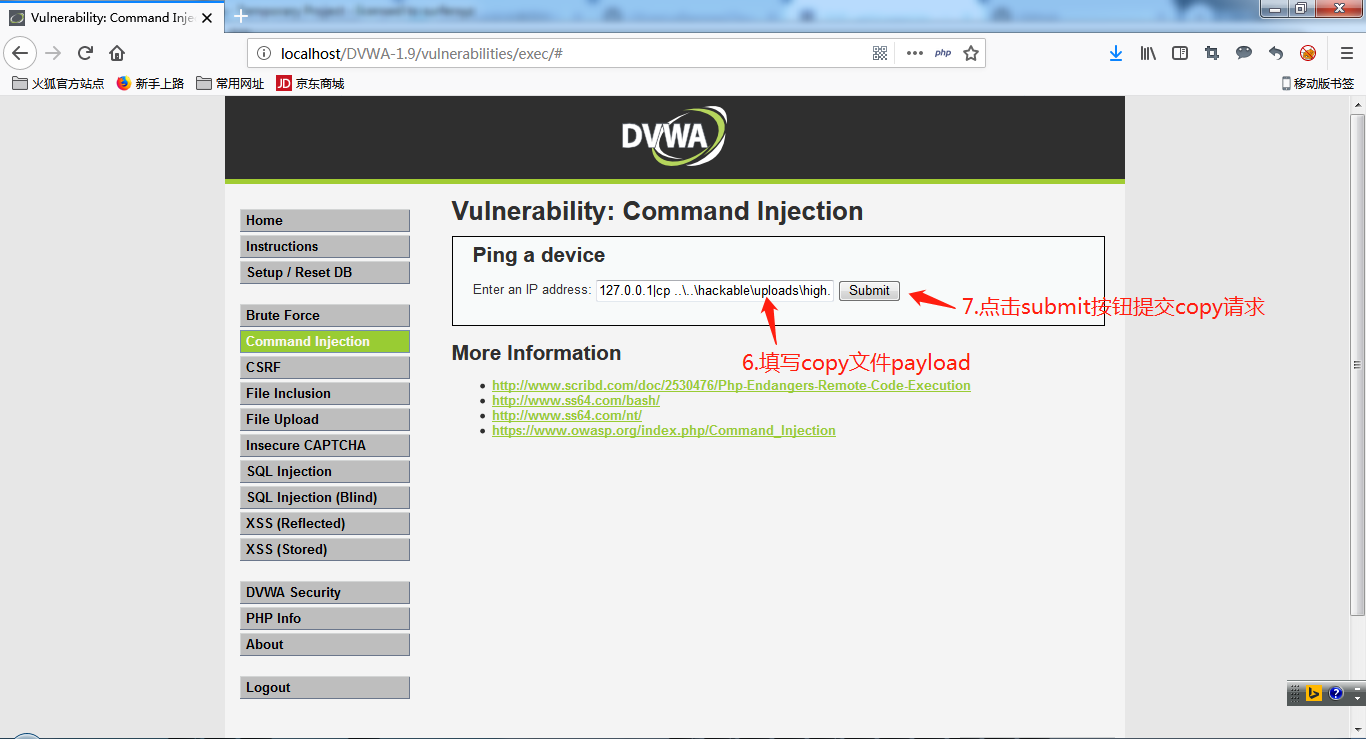 Vulnerability: Command Inje
localhost/DVWA-1.9/vulnerabilities/exec/#
php
火狐官方站点
新手上路
常用网址
JD
京东商城
移动版书签
DVWA
Home
Instructions
Setup / Reset DB
Brute Force
Command Injection
CSRF
File Inclusion
File Upload
Insecure CAPTCHA
SQL Injection
SQL Injection (Blind)
XSS (Reflected)
XSS (Stored)
DVWA Security
PHP Info
About
Logout
Vulnerability: Command Injection
Ping a device
Enter an IP address: 127.0.0.1|cp ..\..\hackable\uploads\high. Submit
7.点击submit按钮提交copy请求
6.填写copy文件payload
More Information
http://www.scribd.com/doc/2530476/Php-Endangers-Remote-Code-Execution
http://www.ss64.com/bash/
http://www.ss64.com/nt/
https://www.owasp.org/index.php/Command_Injection